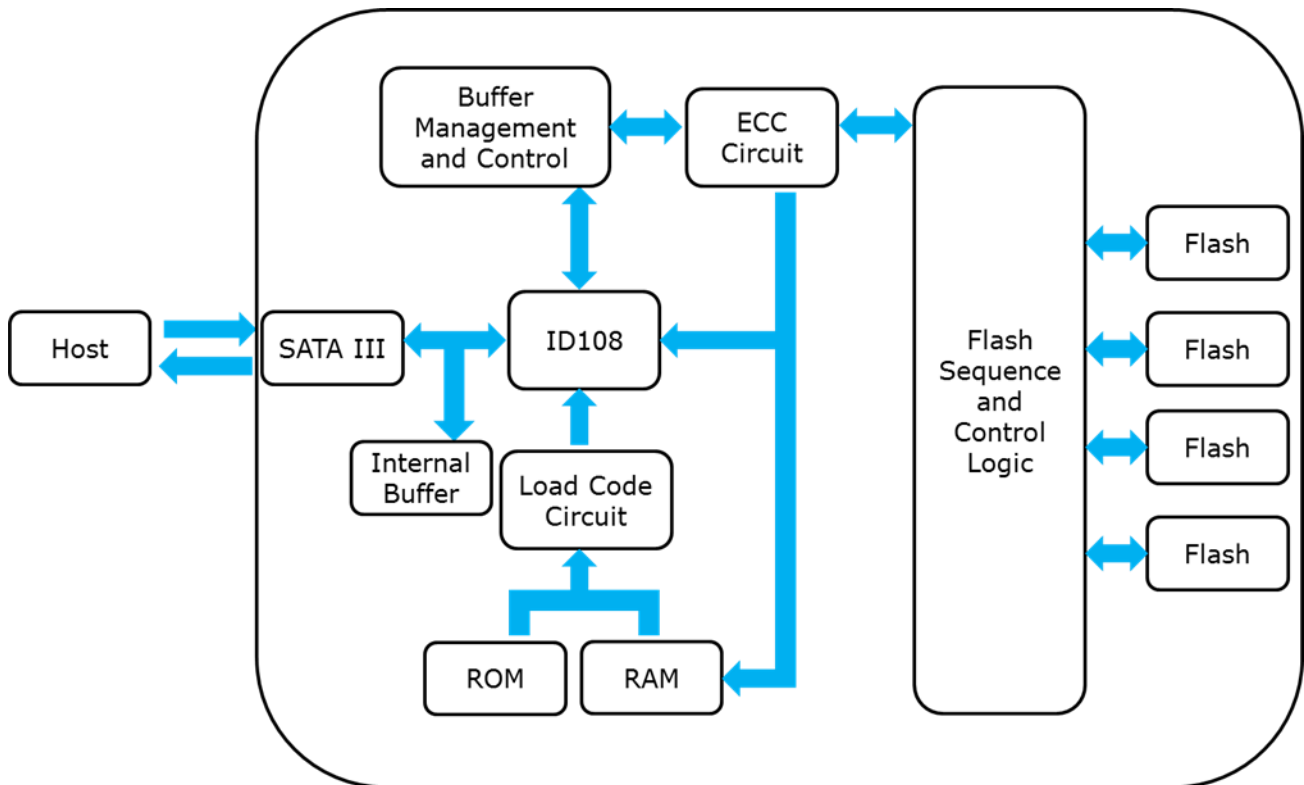 Buffer
Management
and Control
ECC
Circuit
Host
SATA III
ID108
Internal
Buffer
Load Code
Circuit
ROM
RAM
Flash
Sequence
and
Control
Logic
Flash
Flash
Flash
Flash